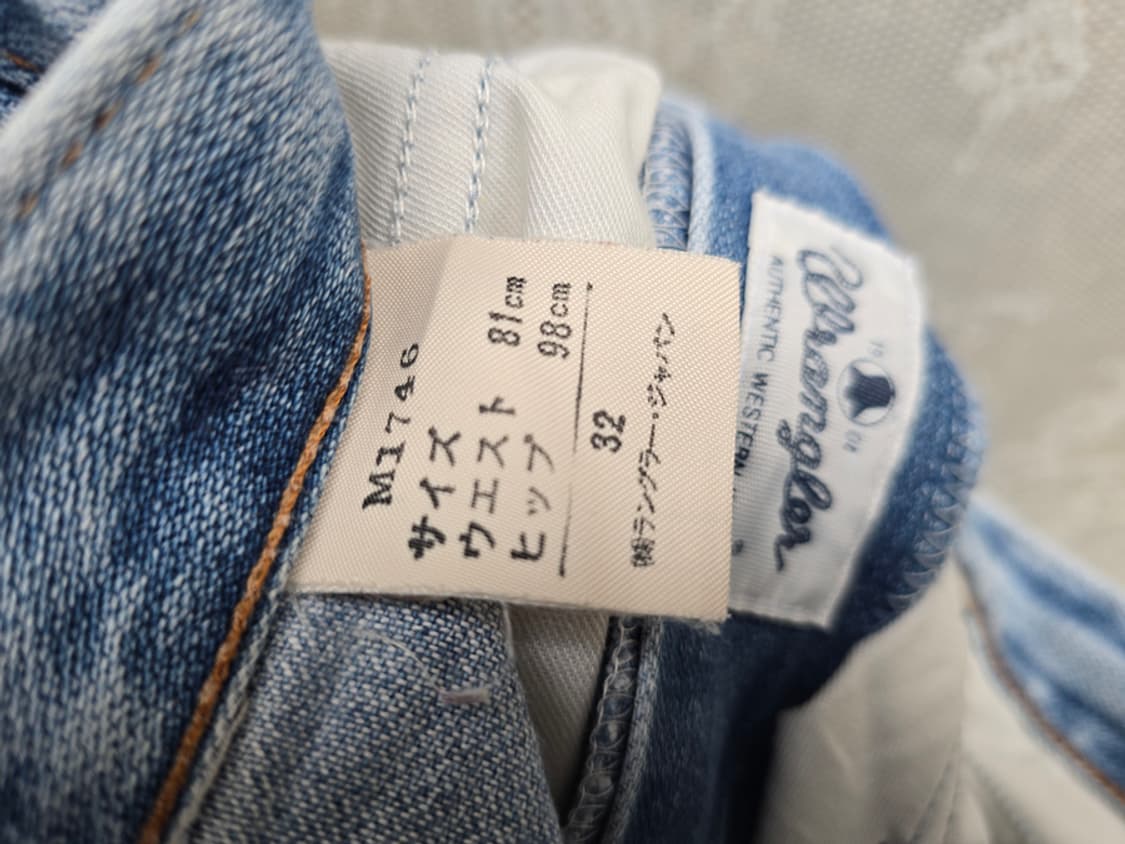 M1746
サイズ
ウエスト 81cm
ヒップ 98cm
32
㈱ラングラー・ジャパン
Wrangler
AUTHENTIC WESTERN